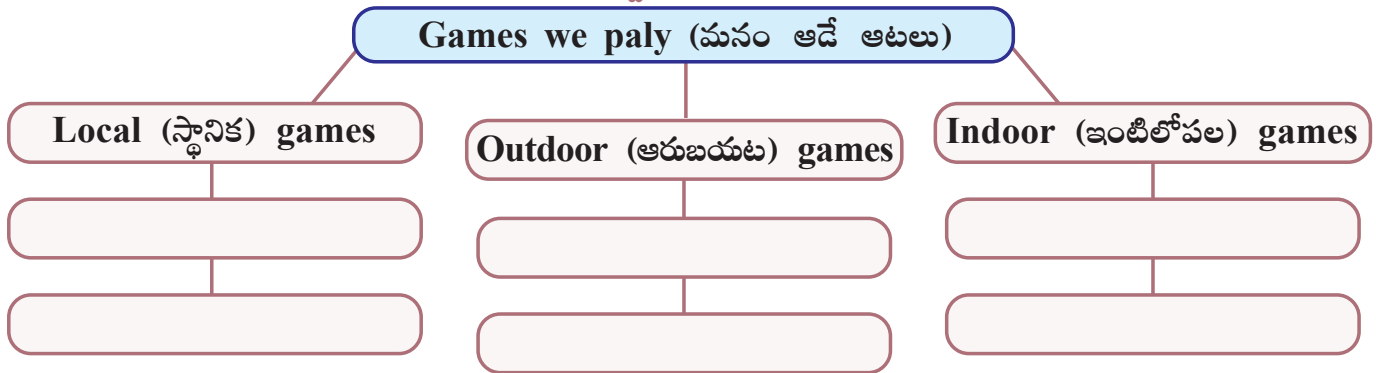 Games we paly (మనం ఆడే ఆటలు)
Local (స్థానిక) games
Outdoor (ఆరుబయట) games
Indoor (ఇంటిలోపల) games